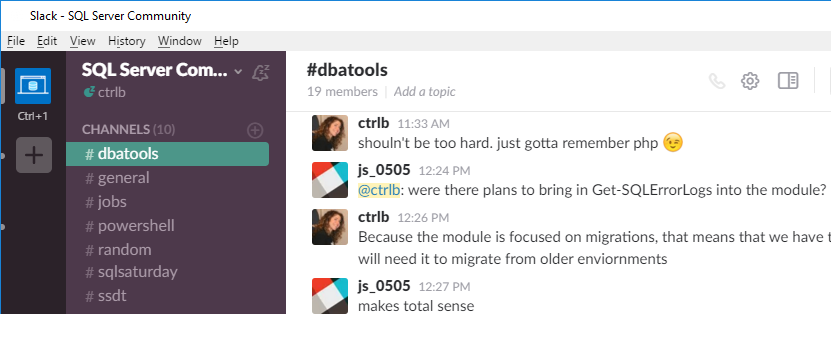 Slack - SQL Server Community
File Edit View History Window Help
Ctrl+1
SQL Server Com...
ctrlb
CHANNELS (10)
# dbatools
# general
# jobs
# powershell
# random
# sqlsaturday
# ssdt
#dbatools
19 members | Add a topic
ctrlb 11:33 AM
shouln't be too hard. just gotta remember php 😉
js_0505 12:24 PM
@ctrlb: were there plans to bring in Get-SQLErrorLogs into the module?
ctrlb 12:26 PM
Because the module is focused on migrations, that means that we have
will need it to migrate from older enviornments
js_0505 12:27 PM
makes total sense